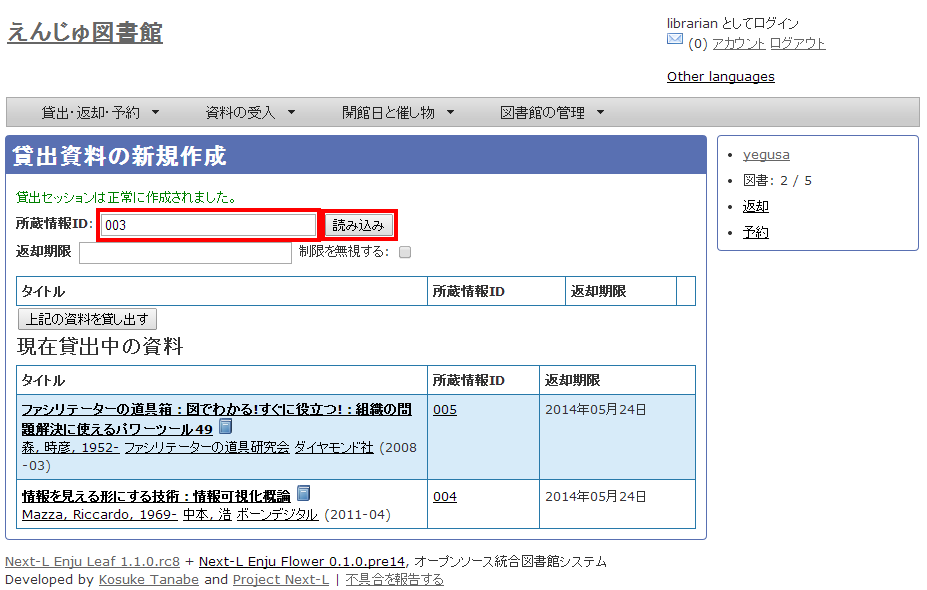 えんじゅ図書館
librarian としてログイン
(0) アカウント ログアウト
Other languages
貸出・返却・予約 ▼ 資料の受入 ▼ 開館日と催し物 ▼ 図書館の管理 ▼
貸出資料の新規作成
貸出セッションは正常に作成されました。
所蔵情報ID: 003 読み込み
返却期限 制限を無視する:
タイトル 所蔵情報ID 返却期限
上記の資料を貸し出す
現在貸出中の資料
タイトル 所蔵情報ID 返却期限
ファシリテーターの道具箱 : 図でわかる!すぐに役立つ! : 組織の問 005 2014年05月24日
題解決に使えるパワーツール49
森, 時彦, 1952- ファシリテーターの道具研究会 ダイヤモンド社 (2008
-03)
情報を見える形にする技術 : 情報可視化概論 004 2014年05月24日
Mazza, Riccardo, 1969- 中本, 浩 ボーンデジタル (2011-04)
• yegusa
• 図書: 2 / 5
• 返却
• 予約
Next-L Enju Leaf 1.1.0.rc8 + Next-L Enju Flower 0.1.0.pre14, オープンソース統合図書館システム
Developed by Kosuke Tanabe and Project Next-L | 不具合を報告する